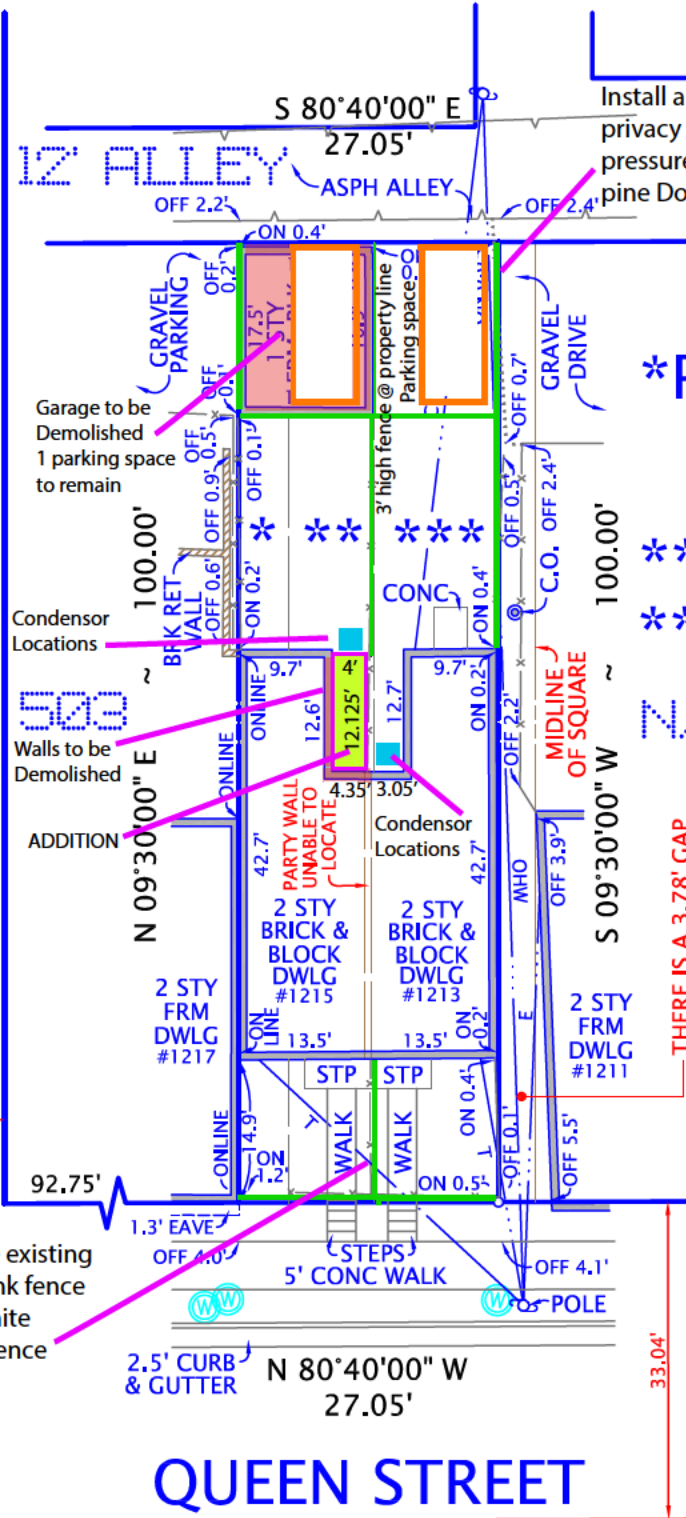 S 80°40'00" E
27.05'
Install a
privacy
pressure
pine Do
12' ALLEY
ASPH ALLEY
OFF 2.2'
OFF 2.4'
ON 0.4'
OFF
0.2'
GRAVEL
PARKING
17.5'
1 STY
3' high fence @ property line
Parking space
GRAVEL
DRIVE
OFF 0.7'
*P
Garage to be
Demolished
1 parking space
to remain
OFF
0.5'
OFF 0.1'
OFF 0.9'
OFF 0.6'
ON 0.2'
BRK RET
WALL
100.00'
* ** ***
OFF 0.5'
OFF 2.4'
C.O.
100.00'
**
**
CONC
ON 0.4'
Condensor
Locations
503
9.7'
4'
9.7'
ON 0.2'
OFF 2.2'
MIDLINE
OF SQUARE
ONLINE
ONLINE
12.6'
12.125'
12.7'
Walls to be
Demolished
4.35' 3.05'
ADDITION
Condensor
Locations
N 09°30'00" E ~
S 09°30'00" W ~
42.7'
PARTY WALL
UNABLE TO
LOCATE
42.7'
OHW
OFF 3.9'
THERE IS A 3.78' GAP
2 STY
BRICK &
BLOCK
DWLG
#1215
2 STY
BRICK &
BLOCK
DWLG
#1213
2 STY
FRM
DWLG
#1217
2 STY
FRM
DWLG
#1211
E
ON
LINE
13.5'
13.5'
ON
0.2'
STP
STP
T
T
WALK
WALK
ONLINE
14.9'
ON
1.2'
ON 0.4'
ON 0.5'
OFF 0.1'
OFF 5.5'
92.75'
1.3' EAVE
OFF 4.0'
STEPS
5' CONC WALK
OFF 4.1'
existing
nk fence
ite
ence
W
W
W
POLE
2.5' CURB
& GUTTER
N 80°40'00" W
27.05'
33.04'
QUEEN STREET